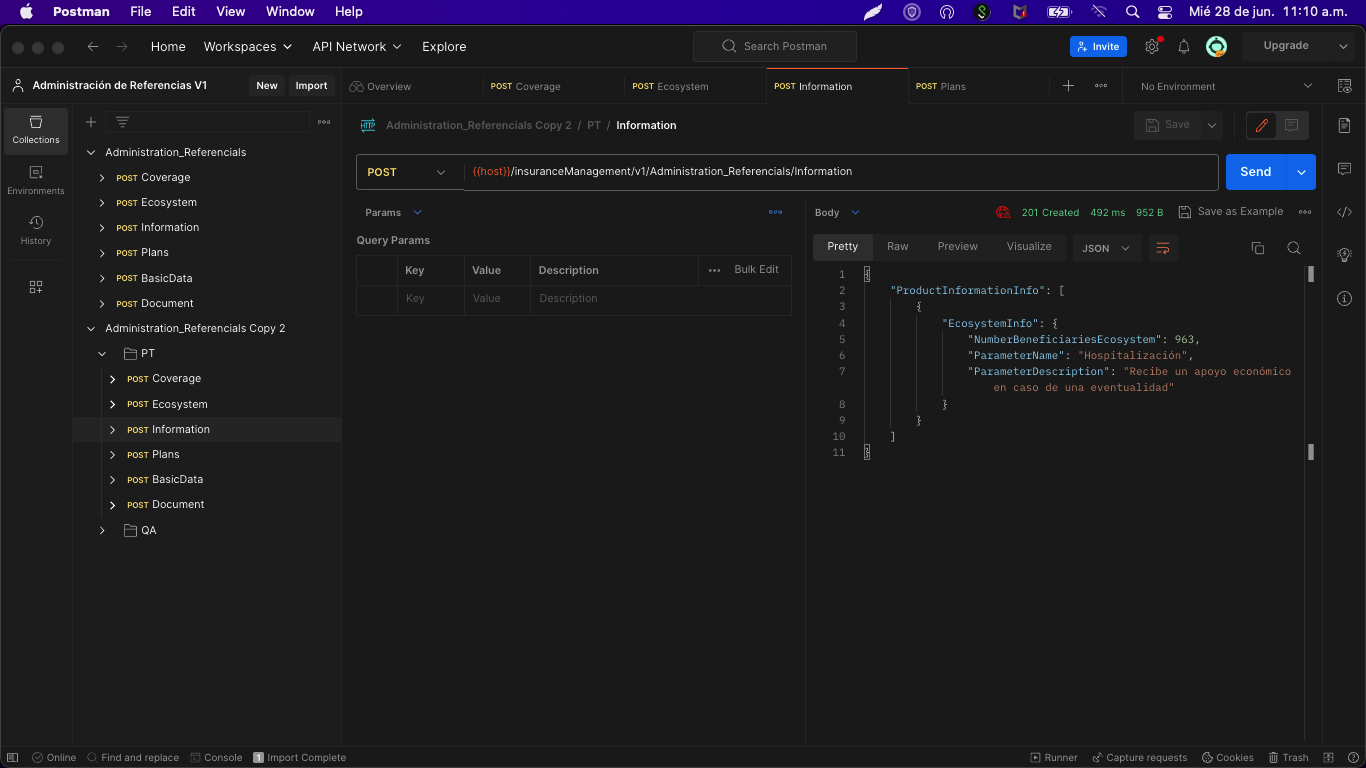 Postman File Edit View Window Help Mié 28 de jun. 11:10 a.m.
Home Workspaces API Network Explore Search Postman Invite Upgrade
Administración de Referencias V1 New Import
Overview POST Coverage POST Ecosystem POST Information POST Plans No Environment
Collections
Environments
History
Administration_Referencials
POST Coverage
POST Ecosystem
POST Information
POST Plans
POST BasicData
POST Document
Administration_Referencials Copy 2
PT
POST Coverage
POST Ecosystem
POST Information
POST Plans
POST BasicData
POST Document
QA
HTTP Administration_Referencials Copy 2 / PT / Information Save
POST {{host}}/insuranceManagement/v1/Administration_Referencials/Information Send
Params
Query Params
Key Value Description Bulk Edit
Key Value Description
Body 201 Created 492 ms 952 B Save as Example
Pretty Raw Preview Visualize JSON
1 {
2 "ProductInformationInfo": [
3 {
4 "EcosystemInfo": {
5 "NumberBeneficiariesEcosystem": 963,
6 "ParameterName": "Hospitalización",
7 "ParameterDescription": "Recibe un apoyo económico
en caso de una eventualidad"
8 }
9 }
10 ]
11 }
Online Find and replace Console 1 Import Complete Runner Capture requests Cookies Trash